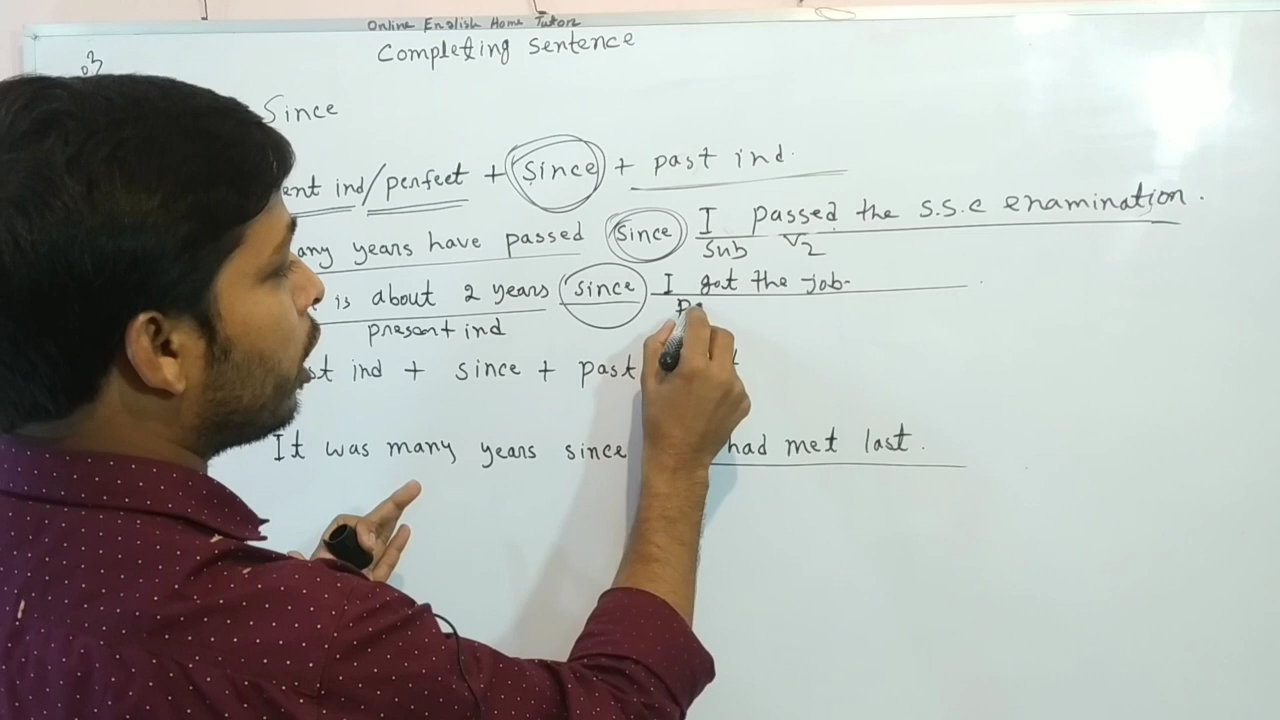 Online English Home Tutor
Completing sentence
03
Since
ent ind/perfect + since + past ind.
any years have passed since I passed the s.s.c enamination.
Sub V2
is about 2 years since I got the job.
present ind
st ind + since + past
It was many years since had met last.